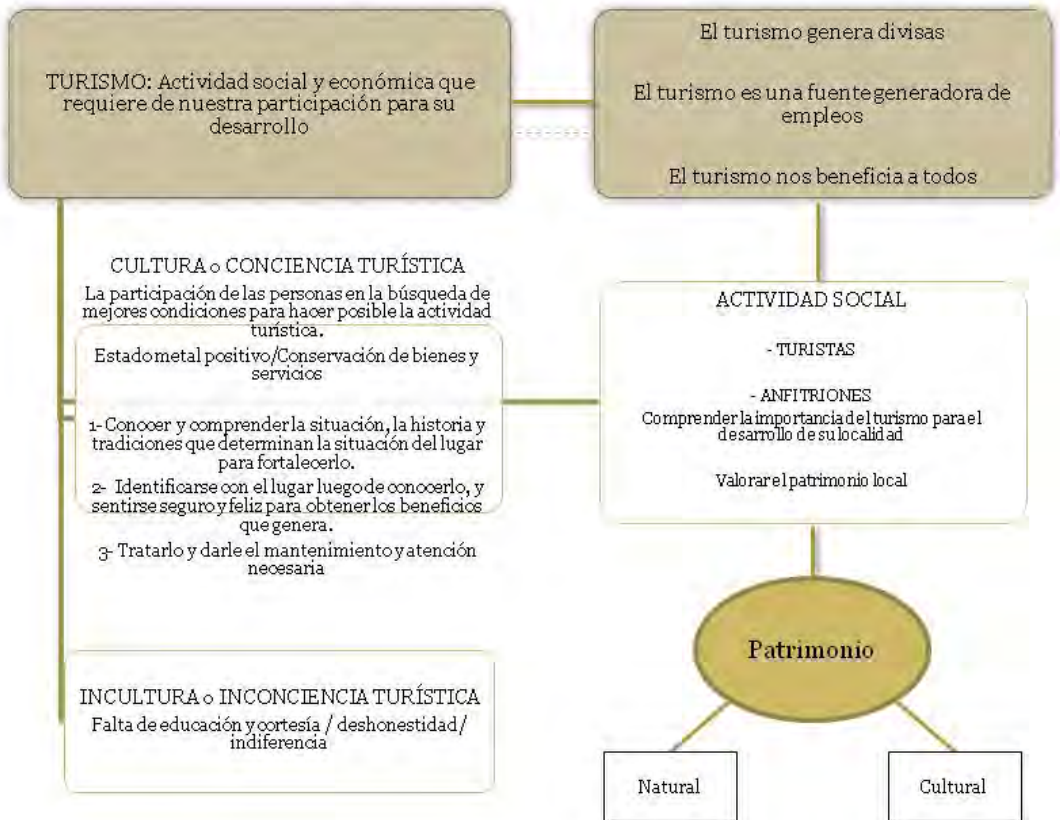 TURISMO: Actividad social y económica que
requiere de nuestra participación para su
desarrollo
El turismo genera divisas
El turismo es una fuente generadora de
empleos
El turismo nos beneficia a todos
CULTURA o CONCIENCIA TURÍSTICA
La participación de las personas en la búsqueda de
mejores condiciones para hacer posible la actividad
turística.
Estado metal positivo/Conservación de bienes y
servicios
1- Conocer y comprender la situación, la historia y
tradiciones que determinan la situación del lugar
para fortalecerlo.
2- Identificarse con el lugar luego de conocerlo, y
sentirse seguro y feliz para obtener los beneficios
que genera.
3- Tratarlo y darle el mantenimiento y atención
necesaria
ACTIVIDAD SOCIAL
- TURISTAS
- ANFITRIONES
Comprender la importancia del turismo para el
desarrollo de su localidad
Valorar el patrimonio local
INCULTURA o INCONCIENCIA TURÍSTICA
Falta de educación y cortesía / deshonestidad /
indiferencia
Patrimonio
Natural
Cultural